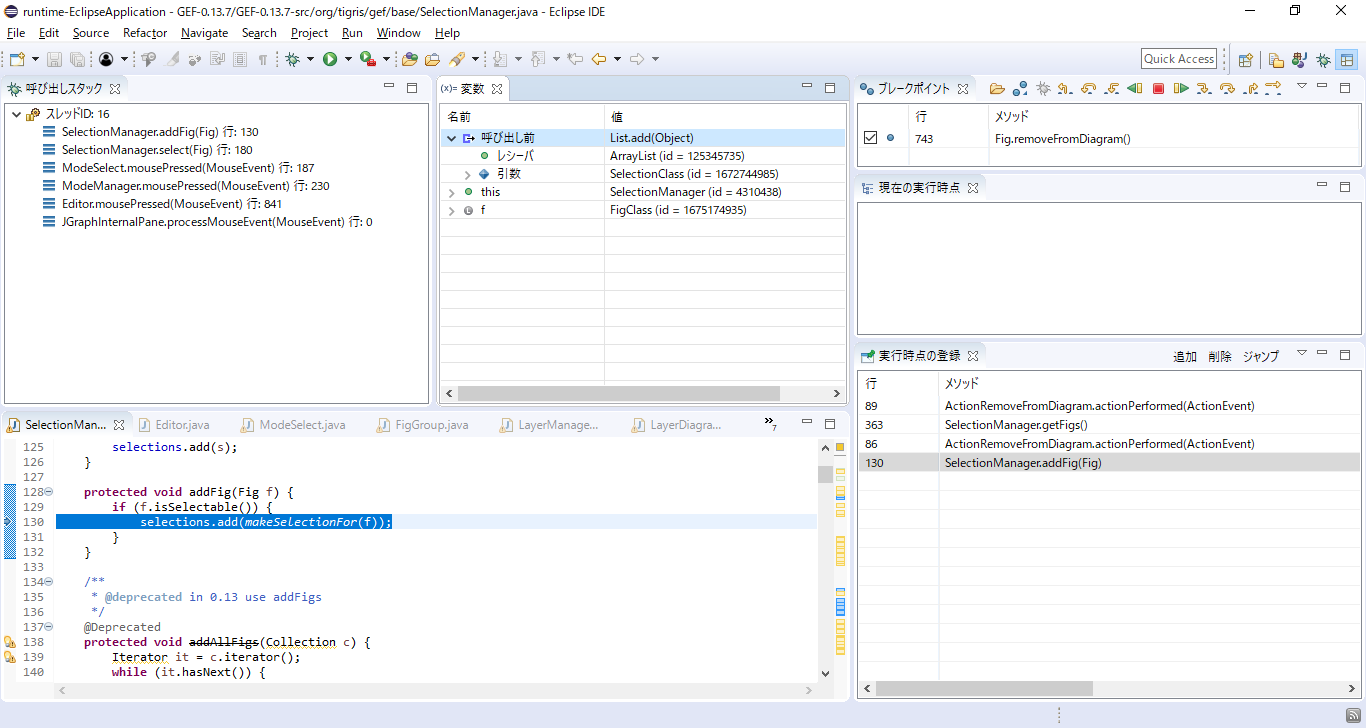 runtime-EclipseApplication - GEF-0.13.7/GEF-0.13.7-src/org/tigris/gef/base/SelectionManager.java - Eclipse IDE
File Edit Source Refactor Navigate Search Project Run Window Help
Quick Access
呼び出しスタック
スレッドID: 16
SelectionManager.addFig(Fig) 行: 130
SelectionManager.select(Fig) 行: 180
ModeSelect.mousePressed(MouseEvent) 行: 187
ModeManager.mousePressed(MouseEvent) 行: 230
Editor.mousePressed(MouseEvent) 行: 841
JGraphInternalPane.processMouseEvent(MouseEvent) 行: 0
(x)= 変数
名前 値
呼び出し前 List.add(Object)
レシーバ ArrayList (id = 125345735)
引数 SelectionClass (id = 1672744985)
this SelectionManager (id = 4310438)
f FigClass (id = 1675174935)
ブレークポイント
行 メソッド
743 Fig.removeFromDiagram()
現在の実行時点
実行時点の登録 追加 削除 ジャンプ
行 メソッド
89 ActionRemoveFromDiagram.actionPerformed(ActionEvent)
363 SelectionManager.getFigs()
86 ActionRemoveFromDiagram.actionPerformed(ActionEvent)
130 SelectionManager.addFig(Fig)
SelectionMan... Editor.java ModeSelect.java FigGroup.java LayerManage... LayerDiagra... 7
125 selections.add(s);
126 }
127
128 protected void addFig(Fig f) {
129 if (f.isSelectable()) {
130 selections.add(makeSelectionFor(f));
131 }
132 }
133
134 /**
135 * @deprecated in 0.13 use addFigs
136 */
137 @Deprecated
138 protected void addAllFigs(Collection c) {
139 Iterator it = c.iterator();
140 while (it.hasNext()) {